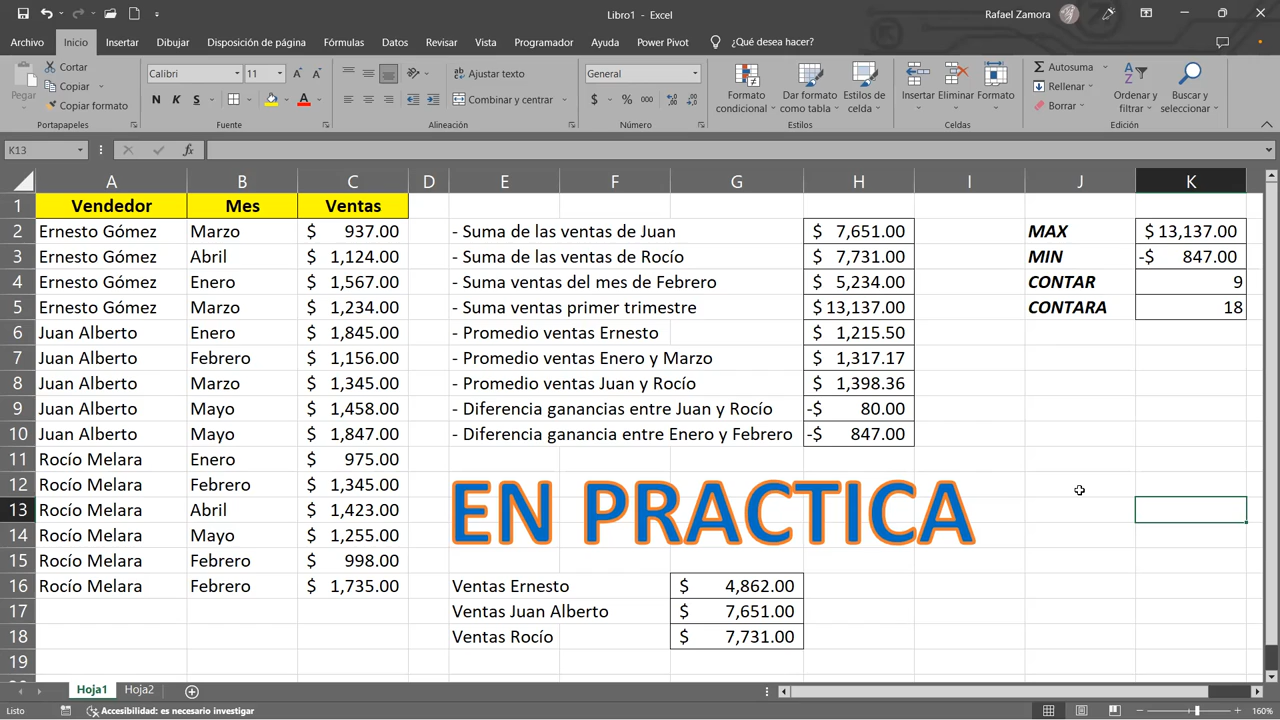 Libro1 - Excel
Rafael Zamora
Archivo Inicio Insertar Dibujar Disposición de página Fórmulas Datos Revisar Vista Programador Ayuda Power Pivot ¿Qué desea hacer?
Pegar
Cortar
Copiar
Copiar formato
Portapapeles
Calibri 11
N K S
Fuente
Ajustar texto
Combinar y centrar
Alineación
General
$ % 000
Número
Formato condicional
Dar formato como tabla
Estilos de celda
Estilos
Insertar Eliminar Formato
Celdas
Autosuma
Rellenar
Borrar
Ordenar y filtrar
Buscar y seleccionar
Edición
K13 fx
A B C D E F G H I J K
1 Vendedor Mes Ventas
2 Ernesto Gómez Marzo $ 937.00 - Suma de las ventas de Juan $ 7,651.00 MAX $ 13,137.00
3 Ernesto Gómez Abril $ 1,124.00 - Suma de las ventas de Rocío $ 7,731.00 MIN -$ 847.00
4 Ernesto Gómez Enero $ 1,567.00 - Suma ventas del mes de Febrero $ 5,234.00 CONTAR 9
5 Ernesto Gómez Marzo $ 1,234.00 - Suma ventas primer trimestre $ 13,137.00 CONTARA 18
6 Juan Alberto Enero $ 1,845.00 - Promedio ventas Ernesto $ 1,215.50
7 Juan Alberto Febrero $ 1,156.00 - Promedio ventas Enero y Marzo $ 1,317.17
8 Juan Alberto Marzo $ 1,345.00 - Promedio ventas Juan y Rocío $ 1,398.36
9 Juan Alberto Mayo $ 1,458.00 - Diferencia ganancias entre Juan y Rocío -$ 80.00
10 Juan Alberto Mayo $ 1,847.00 - Diferencia ganancia entre Enero y Febrero -$ 847.00
11 Rocío Melara Enero $ 975.00
12 Rocío Melara Febrero $ 1,345.00
13 Rocío Melara Abril $ 1,423.00
EN PRACTICA
14 Rocío Melara Mayo $ 1,255.00
15 Rocío Melara Febrero $ 998.00
16 Rocío Melara Febrero $ 1,735.00 Ventas Ernesto $ 4,862.00
17 Ventas Juan Alberto $ 7,651.00
18 Ventas Rocío $ 7,731.00
19
Hoja1 Hoja2
Listo Accesibilidad: es necesario investigar 160%